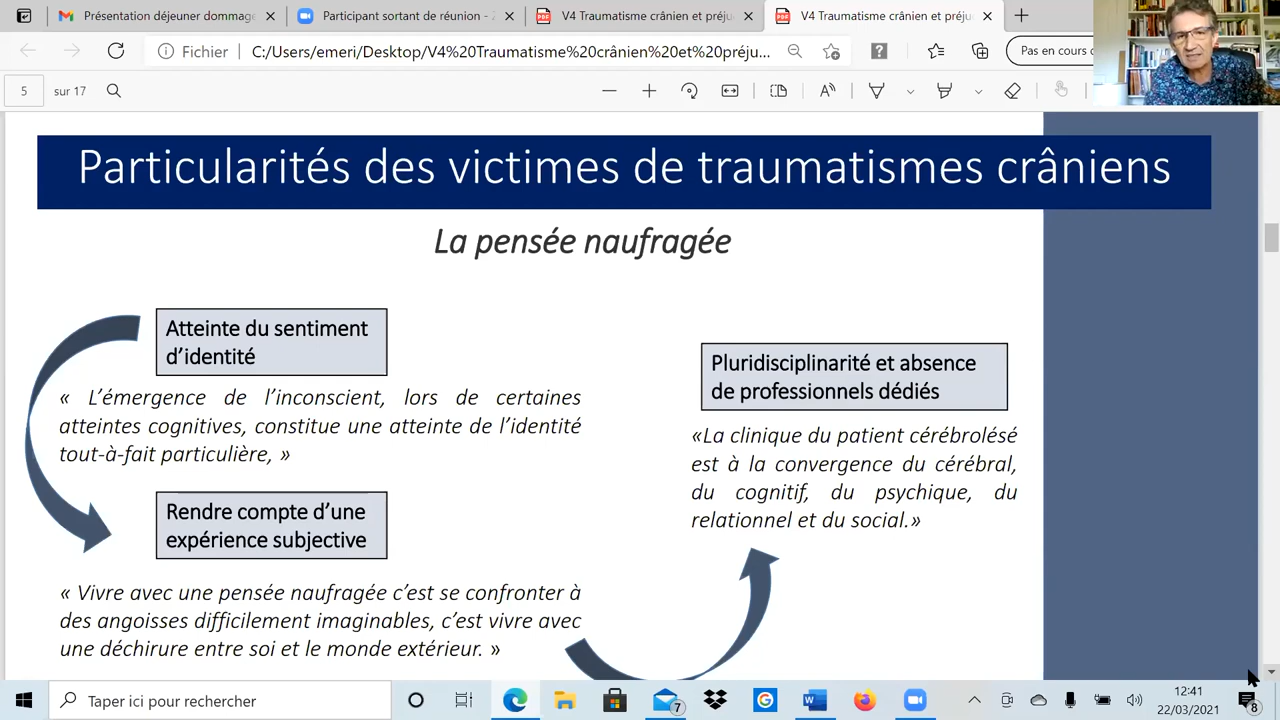 Présentation déjeuner dommage
Participant sortant de réunion - Z
V4 Traumatisme crânien et préju
V4 Traumatisme crânien et préju
Fichier
C:/Users/emeri/Desktop/V4%20Traumatisme%20crânien%20et%20préju...
Pas en cours d
5
sur 17
Particularités des victimes de traumatismes crâniens
La pensée naufragée
Atteinte du sentiment
d’identité
« L’émergence de l’inconscient, lors de certaines
atteintes cognitives, constitue une atteinte de l’identité
tout-à-fait particulière, »
Rendre compte d’une
expérience subjective
« Vivre avec une pensée naufragée c’est se confronter à
des angoisses difficilement imaginables, c’est vivre avec
une déchirure entre soi et le monde extérieur. »
Pluridisciplinarité et absence
de professionnels dédiés
«La clinique du patient cérébrolésé
est à la convergence du cérébral,
du cognitif, du psychique, du
relationnel et du social.»
Taper ici pour rechercher
7
12:41
22/03/2021
8